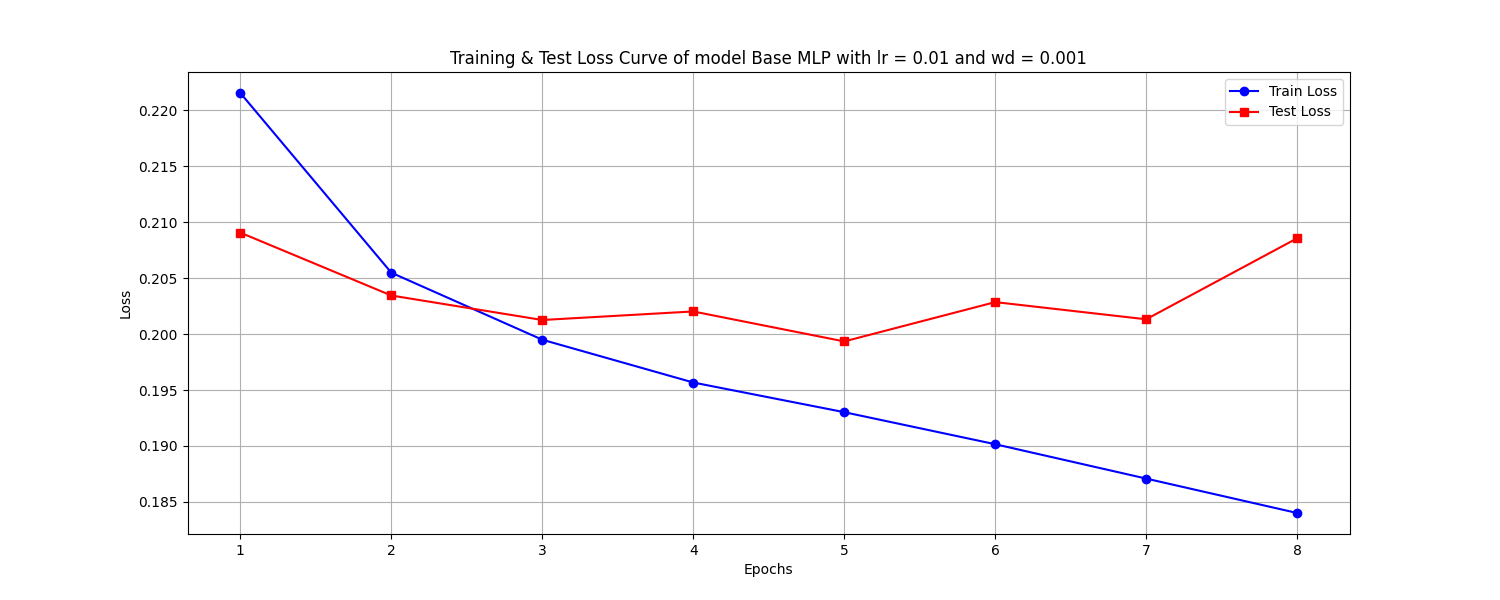 Training & Test Loss Curve of model Base MLP with lr = 0.01 and wd = 0.001
Train Loss
Test Loss
0.220
0.215
0.210
0.205
0.200
0.195
0.190
0.185
Loss
1 2 3 4 5 6 7 8
Epochs